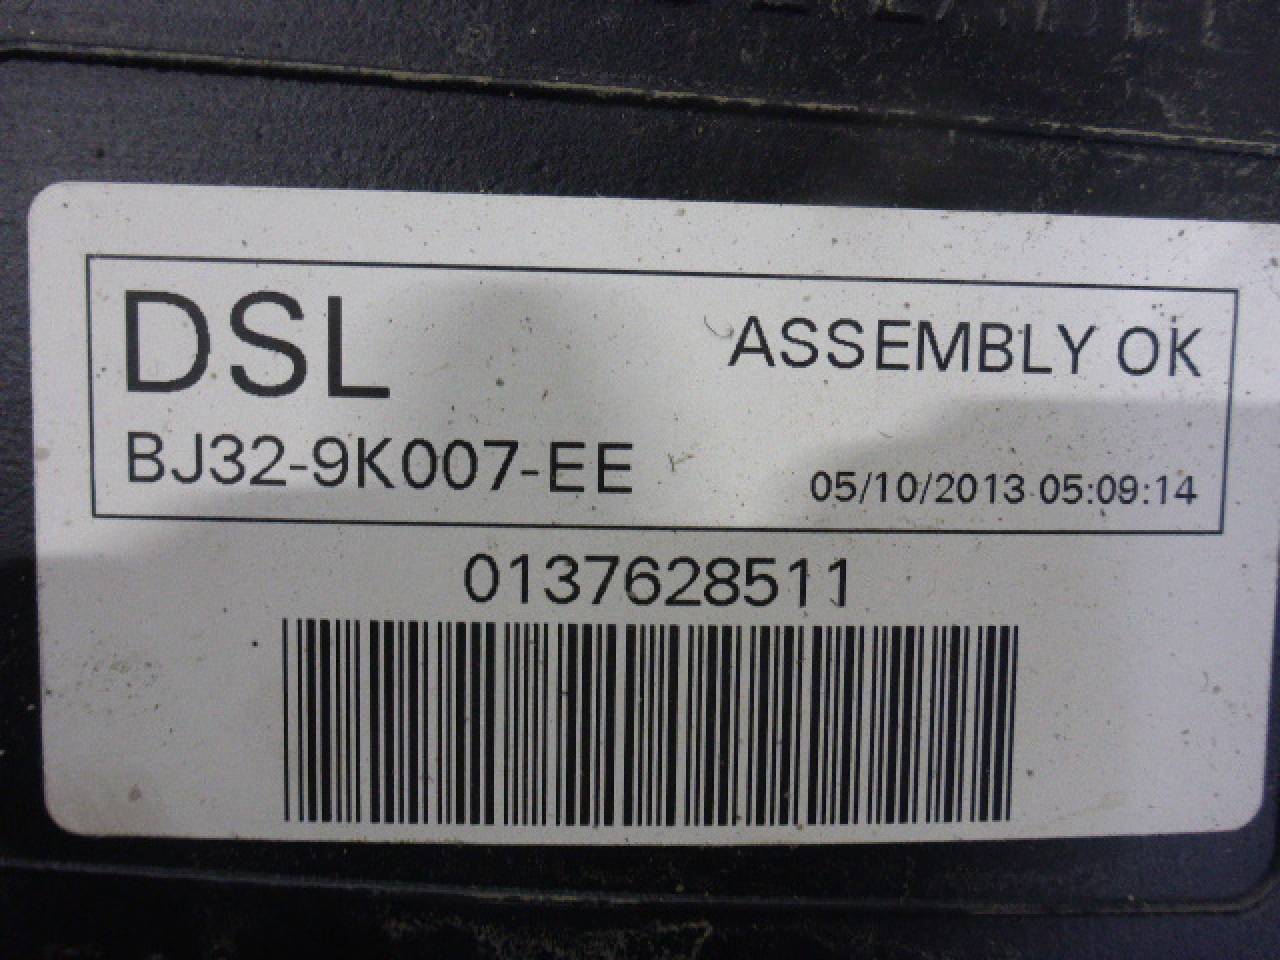 DSL
ASSEMBLY OK
BJ32-9K007-EE
05/10/2013 05:09:14
0137628511